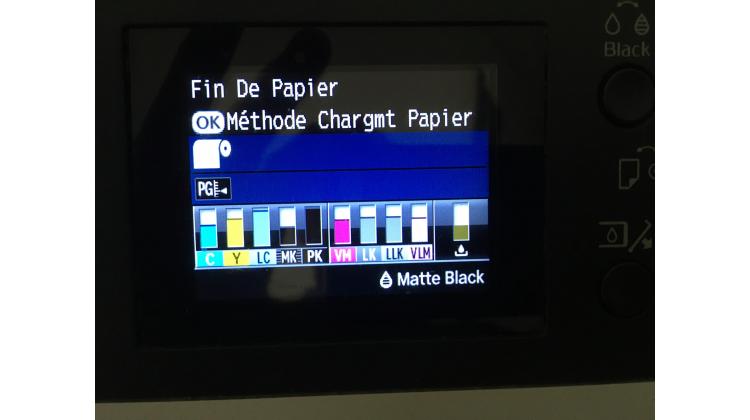 Black
Fin De Papier
OK Méthode Chargmt Papier
PG
C Y LC MK PK VM LK LLK VLM
Matte Black